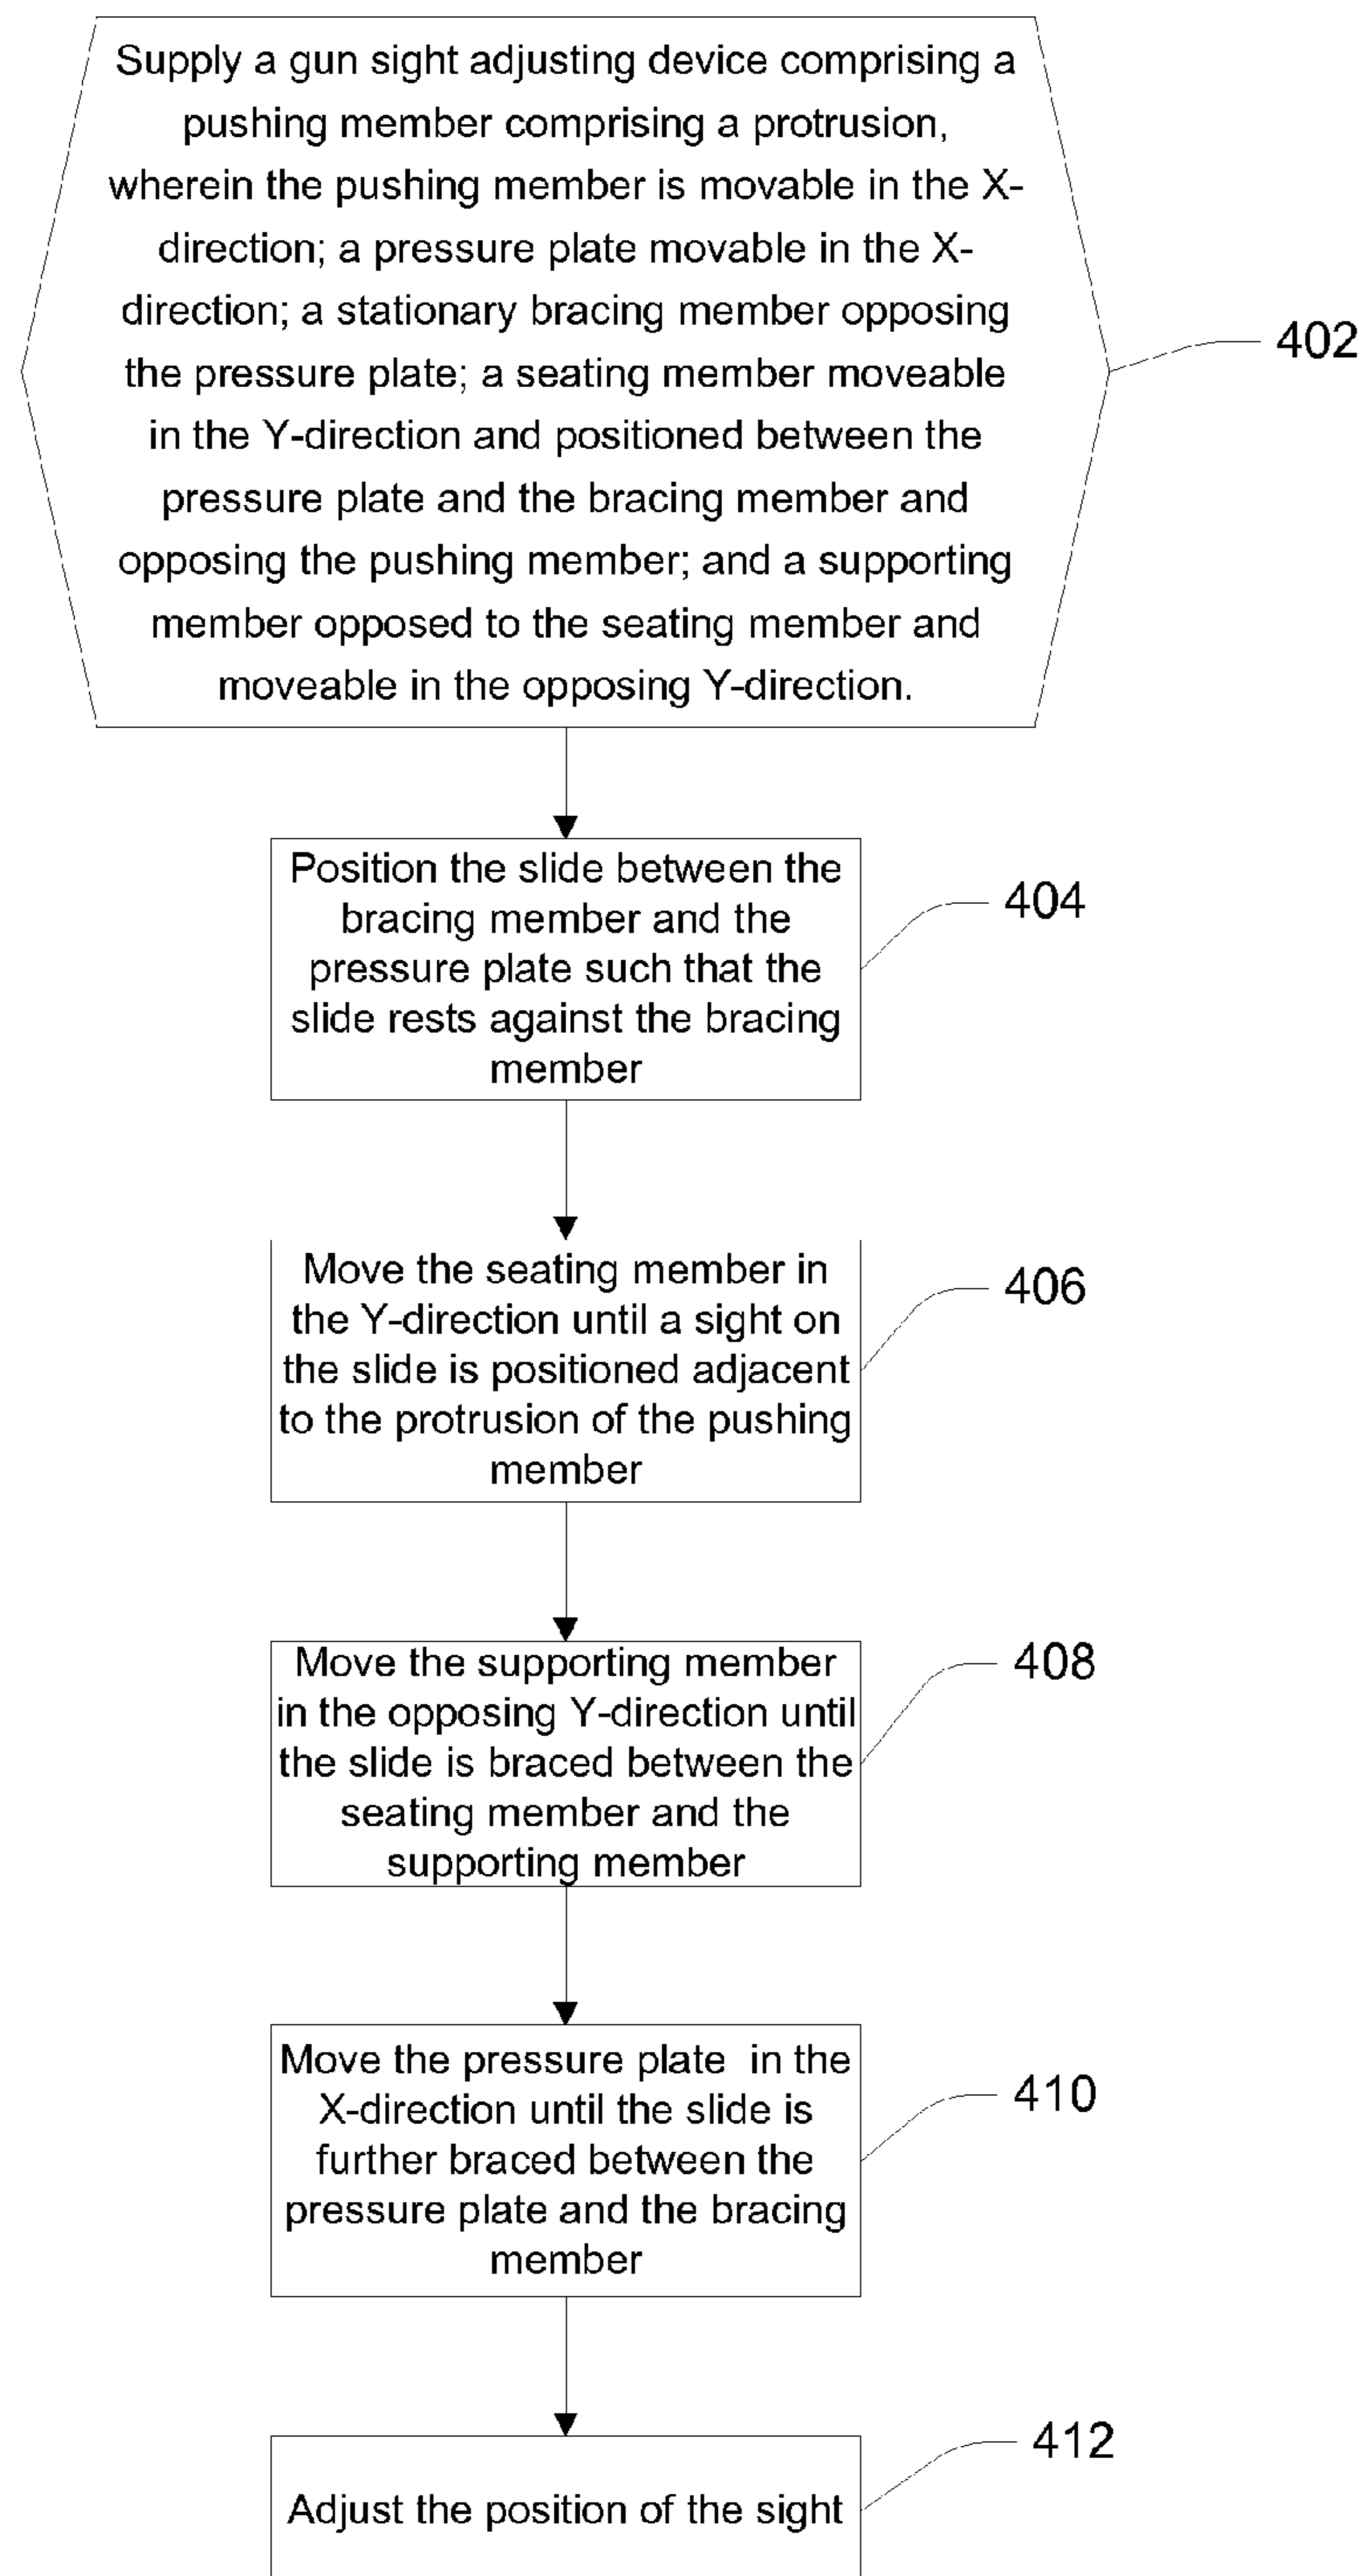 Supply a gun sight adjusting device comprising a
pushing member comprising a protrusion,
wherein the pushing member is movable in the X-
direction; a pressure plate movable in the X-
direction; a stationary bracing member opposing
the pressure plate; a seating member moveable
in the Y-direction and positioned between the
pressure plate and the bracing member and
opposing the pushing member; and a supporting
member opposed to the seating member and
moveable in the opposing Y-direction.
402
Position the slide between the
bracing member and the
pressure plate such that the
slide rests against the bracing
member
404
Move the seating member in
the Y-direction until a sight on
the slide is positioned adjacent
to the protrusion of the pushing
member
406
Move the supporting member
in the opposing Y-direction until
the slide is braced between the
seating member and the
supporting member
408
Move the pressure plate in the
X-direction until the slide is
further braced between the
pressure plate and the bracing
member
410
Adjust the position of the sight
412